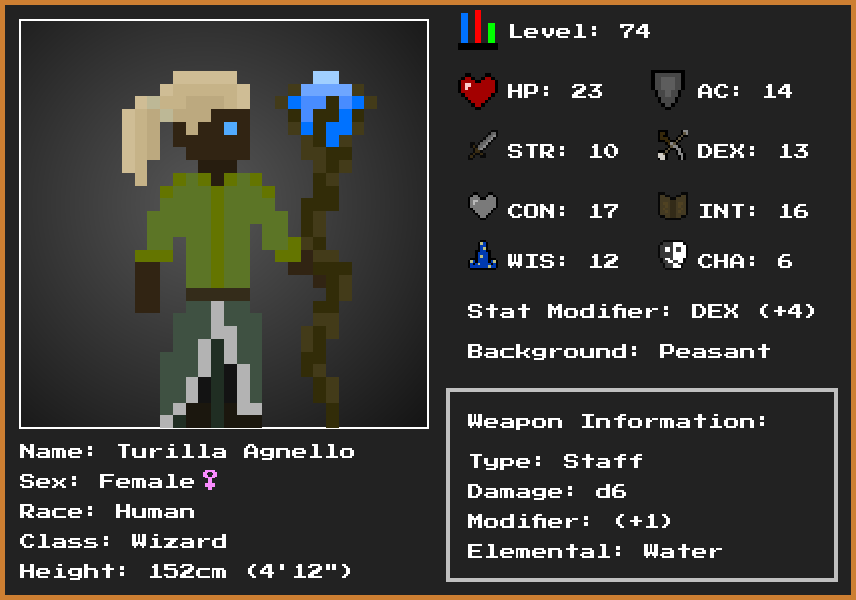 Level: 74
HP: 23
AC: 14
STR: 10
DEX: 13
CON: 17
INT: 16
WIS: 12
CHA: 6
Stat Modifier: DEX (+4)
Background: Peasant
Weapon Information:
Type: Staff
Damage: d6
Modifier: (+1)
Elemental: Water
Name: Turilla Agnello
Sex: Female♀
Race: Human
Class: Wizard
Height: 152cm (4'12")